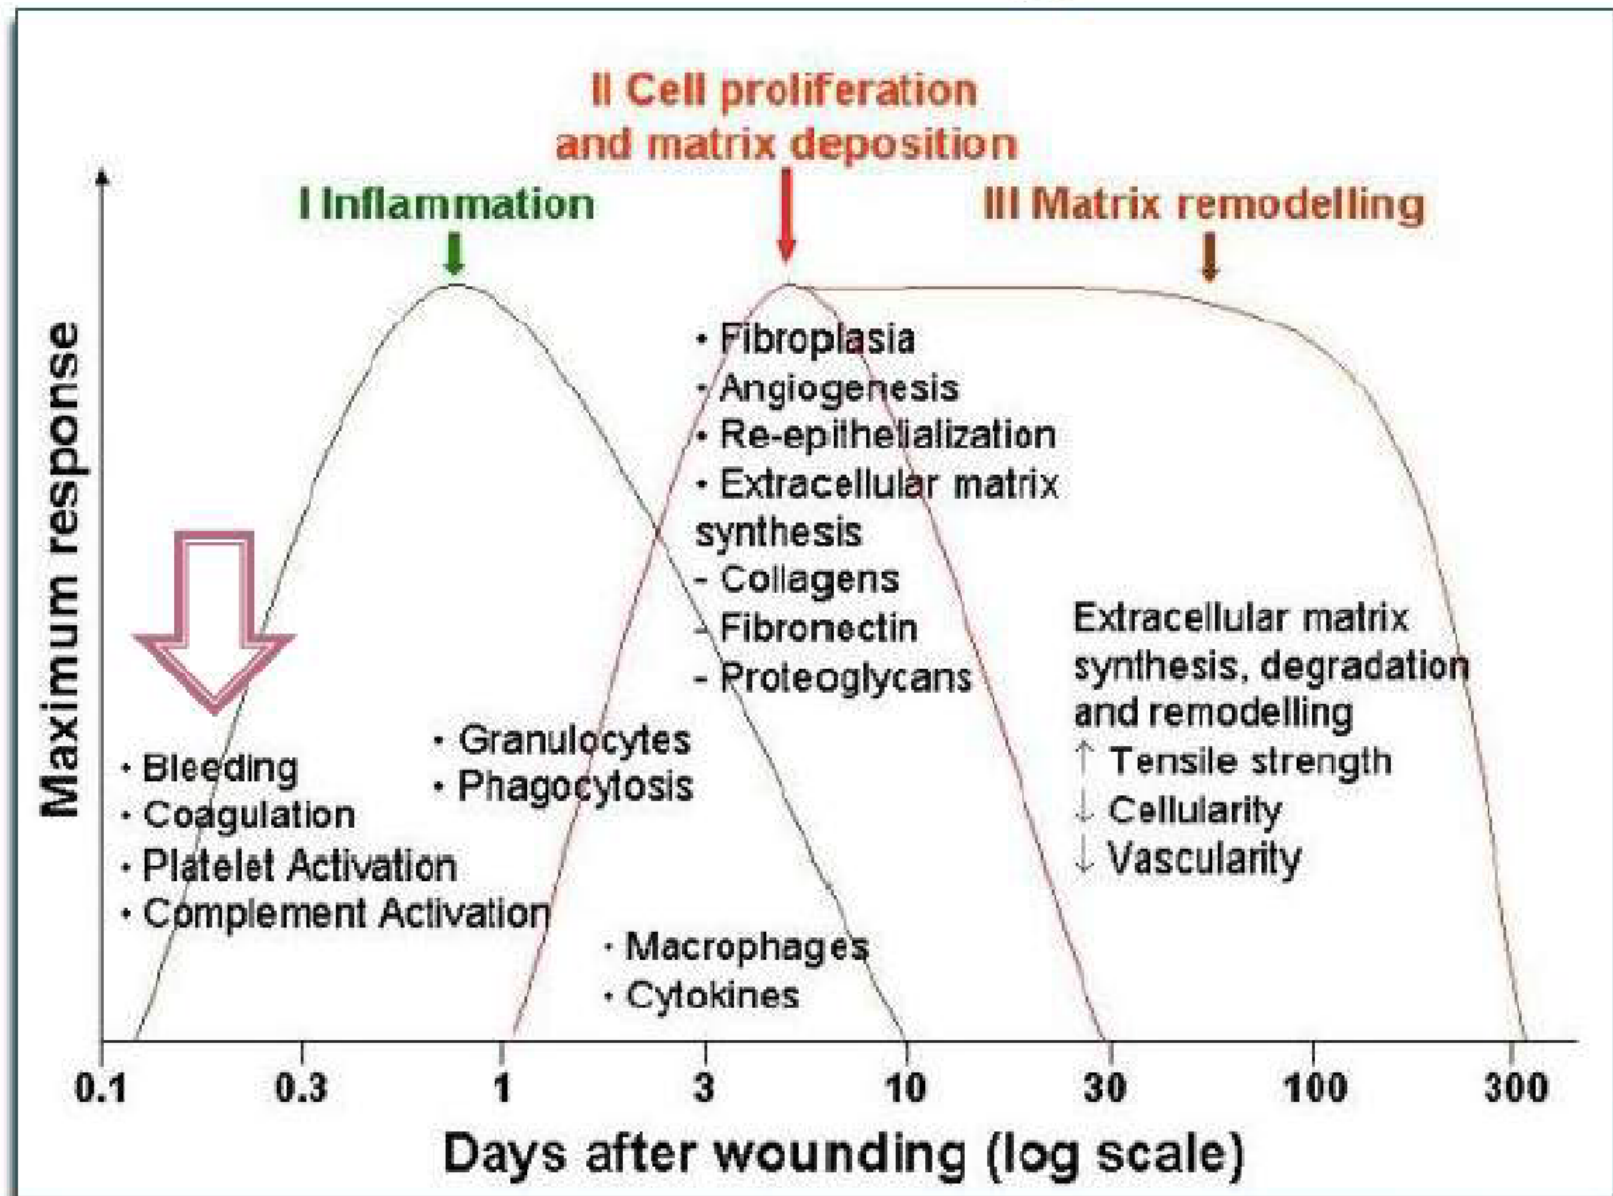 II Cell proliferation
and matrix deposition
I Inflammation
III Matrix remodelling
Maximum response
• Fibroplasia
• Angiogenesis
• Re-epithelialization
• Extracellular matrix
synthesis
- Collagens
- Fibronectin
- Proteoglycans
• Granulocytes
• Phagocytosis
• Bleeding
• Coagulation
• Platelet Activation
• Complement Activation
• Macrophages
• Cytokines
Extracellular matrix
synthesis, degradation
and remodelling
↑ Tensile strength
↓ Cellularity
↓ Vascularity
0.1 0.3 1 3 10 30 100 300
Days after wounding (log scale)